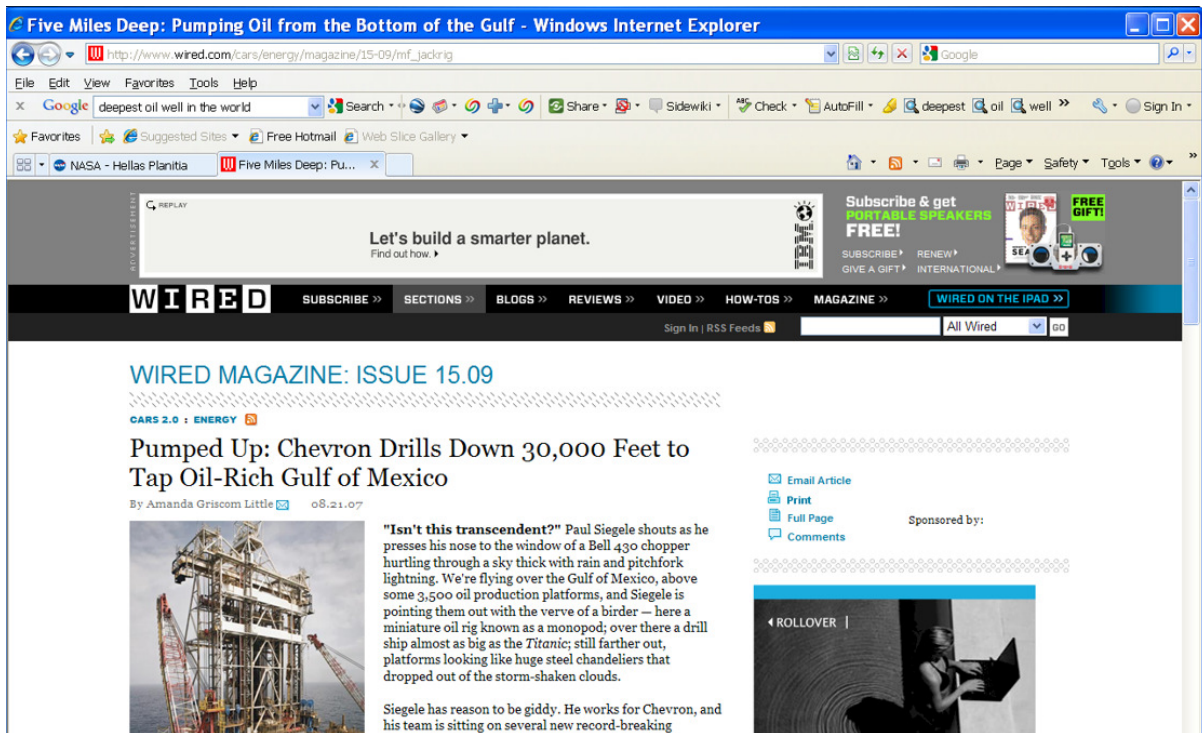 Five Miles Deep: Pumping Oil from the Bottom of the Gulf - Windows Internet Explorer
http://www.wired.com/cars/energy/magazine/15-09/mf_jackrig
Google
File Edit View Favorites Tools Help
x Google deepest oil well in the world Search Share Sidewiki Check AutoFill deepest oil well » Sign In
Favorites Suggested Sites Free Hotmail Web Slice Gallery
NASA - Hellas Planitia Five Miles Deep: Pu... X Page Safety Tools »
ADVERTISEMENT
REPLAY
Let's build a smarter planet.
Find out how.
IBM
Subscribe & get
PORTABLE SPEAKERS
FREE!
SUBSCRIBE RENEW
GIVE A GIFT INTERNATIONAL
WIRED
FREE
GIFT!
WIRED SUBSCRIBE » SECTIONS » BLOGS » REVIEWS » VIDEO » HOW-TOS » MAGAZINE » WIRED ON THE IPAD »
Sign In | RSS Feeds All Wired GO
WIRED MAGAZINE: ISSUE 15.09
CARS 2.0 : ENERGY
Pumped Up: Chevron Drills Down 30,000 Feet to
Tap Oil-Rich Gulf of Mexico
By Amanda Griscom Little 08.21.07
"Isn't this transcendent?" Paul Siegele shouts as he
presses his nose to the window of a Bell 430 chopper
hurtling through a sky thick with rain and pitchfork
lightning. We're flying over the Gulf of Mexico, above
some 3,500 oil production platforms, and Siegele is
pointing them out with the verve of a birder — here a
miniature oil rig known as a monopod; over there a drill
ship almost as big as the Titanic; still farther out,
platforms looking like huge steel chandeliers that
dropped out of the storm-shaken clouds.
Siegele has reason to be giddy. He works for Chevron, and
his team is sitting on several new record-breaking
Email Article
Print
Full Page
Comments
Sponsored by:
ROLLOVER |